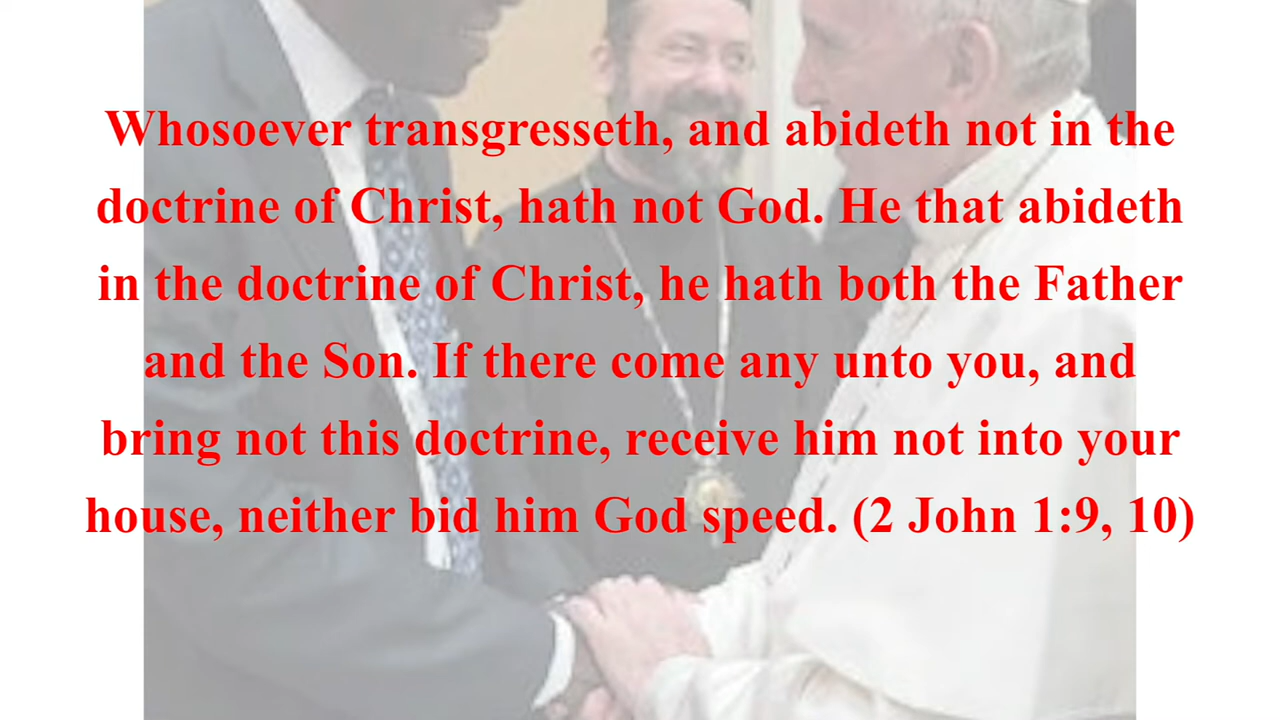 Whosoever transgresseth, and abideth not in the
doctrine of Christ, hath not God. He that abideth
in the doctrine of Christ, he hath both the Father
and the Son. If there come any unto you, and
bring not this doctrine, receive him not into your
house, neither bid him God speed. (2 John 1:9, 10)